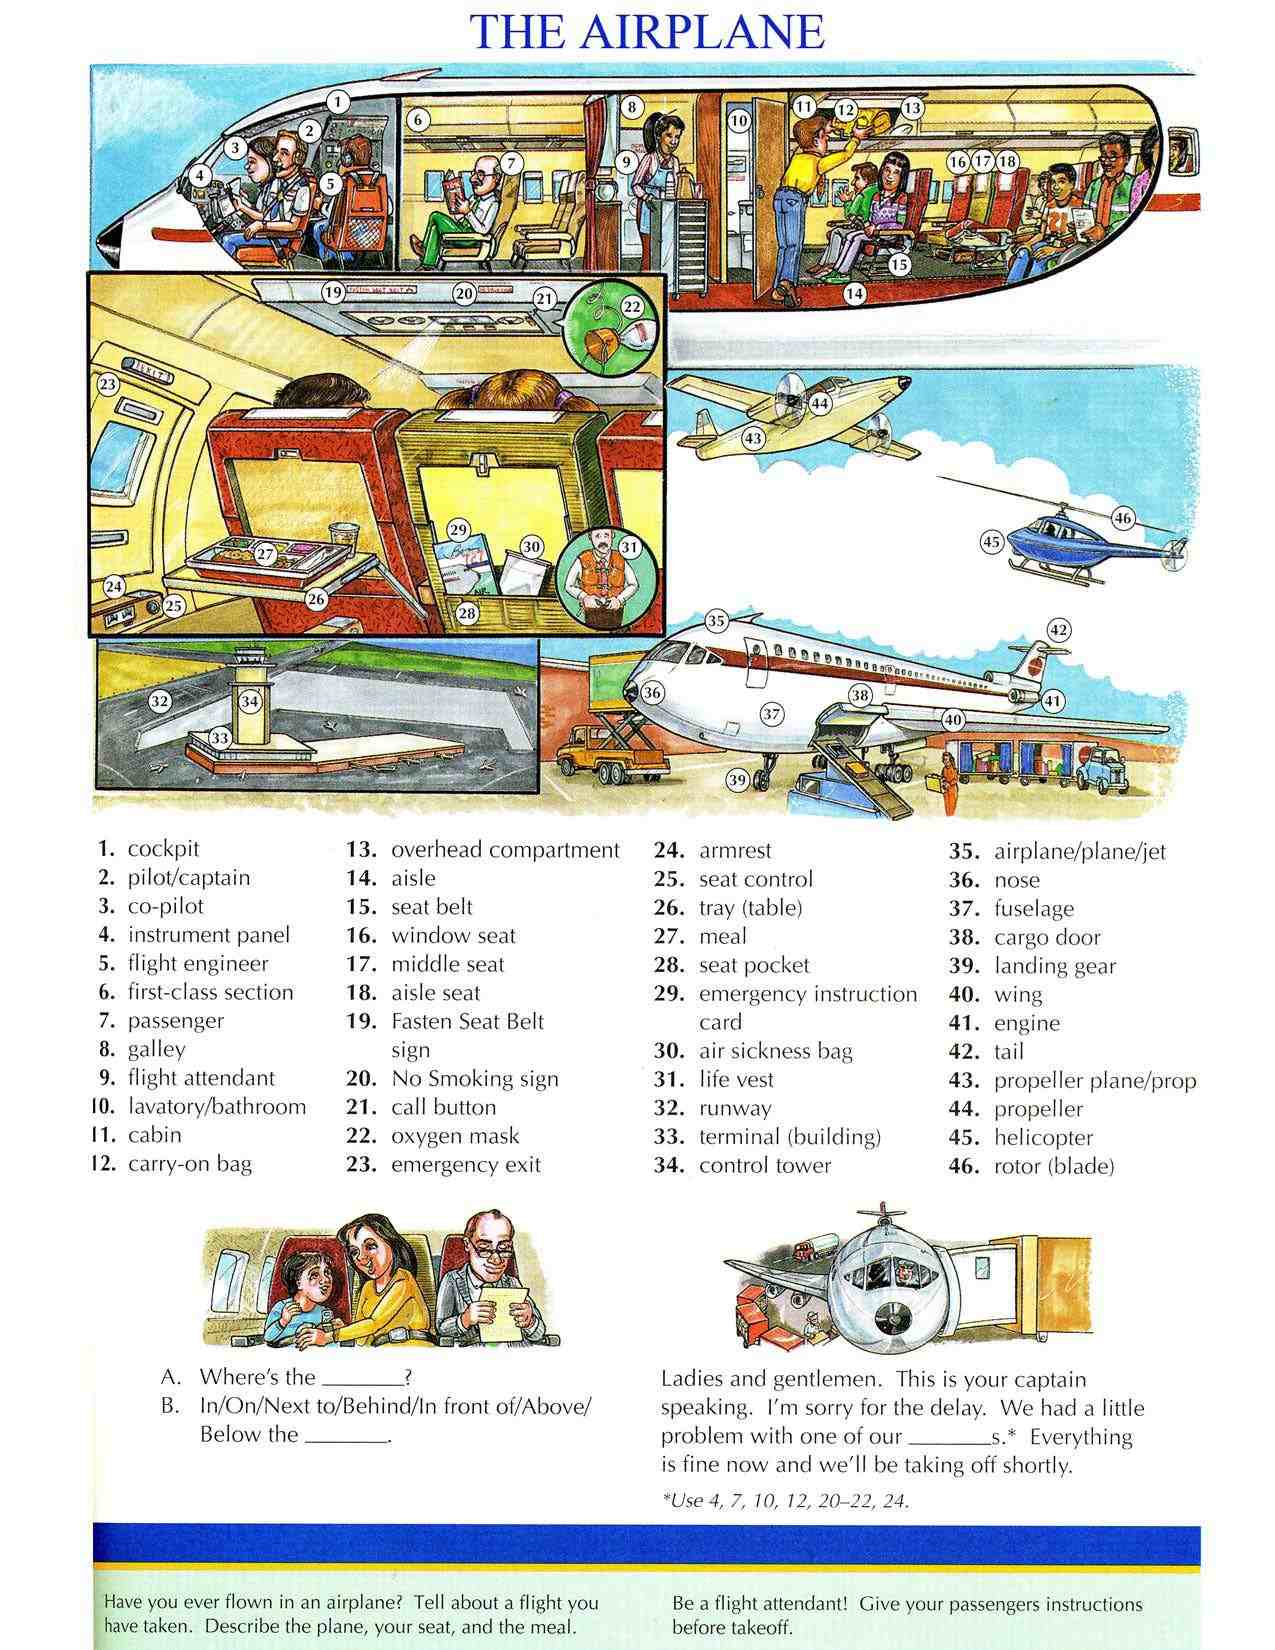 THE AIRPLANE
1
2
3
4
5
6
7
8
9
10
11
12
13
14
15
16 17 18
19
20
21
22
23
EXIT
24
25
26
27
28
29
30
31
32
33
34
35
36
37
38
39
40
41
42
43
44
45
46
1. cockpit
2. pilot/captain
3. co-pilot
4. instrument panel
5. flight engineer
6. first-class section
7. passenger
8. galley
9. flight attendant
10. lavatory/bathroom
11. cabin
12. carry-on bag
13. overhead compartment
14. aisle
15. seat belt
16. window seat
17. middle seat
18. aisle seat
19. Fasten Seat Belt
sign
20. No Smoking sign
21. call button
22. oxygen mask
23. emergency exit
24. armrest
25. seat control
26. tray (table)
27. meal
28. seat pocket
29. emergency instruction
card
30. air sickness bag
31. life vest
32. runway
33. terminal (building)
34. control tower
35. airplane/plane/jet
36. nose
37. fuselage
38. cargo door
39. landing gear
40. wing
41. engine
42. tail
43. propeller plane/prop
44. propeller
45. helicopter
46. rotor (blade)
A. Where's the _______?
B. In/On/Next to/Behind/In front of/Above/
Below the _______.
Ladies and gentlemen. This is your captain
speaking. I'm sorry for the delay. We had a little
problem with one of our _______s.* Everything
is fine now and we'll be taking off shortly.
*Use 4, 7, 10, 12, 20–22, 24.
Have you ever flown in an airplane? Tell about a flight you
have taken. Describe the plane, your seat, and the meal.
Be a flight attendant! Give your passengers instructions
before takeoff.